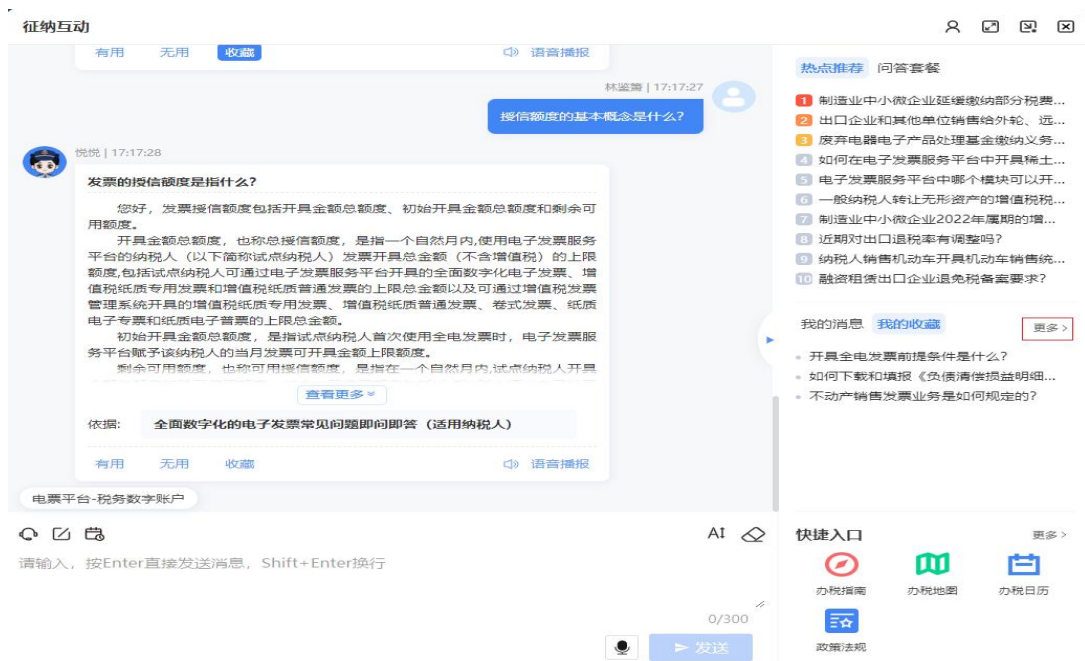 征纳互动
有用 无用 收藏 语音播报
林鉴篱 | 17:17:27
授信额度的基本概念是什么?
悦悦 | 17:17:28
发票的授信额度是指什么?
您好，发票授信额度包括开具金额总额度、初始开具金额总额度和剩余可
用额度。
开具金额总额度，也称总授信额度，是指一个自然月内,使用电子发票服务
平台的纳税人（以下简称试点纳税人）发票开具总金额（不含增值税）的上限
额度,包括试点纳税人可通过电子发票服务平台开具的全面数字化电子发票、增
值税纸质专用发票和增值税纸质普通发票的上限总金额以及可通过增值税发票
管理系统开具的增值税纸质专用发票、增值税纸质普通发票、卷式发票、纸质
电子专票和纸质电子普票的上限总金额。
初始开具金额总额度，是指试点纳税人首次使用全电发票时，电子发票服
务平台赋予该纳税人的当月发票可开具金额上限额度。
剩余可用额度，也称可用授信额度，是指在一个自然月内,试点纳税人开具
查看更多
依据: 全面数字化的电子发票常见问题即问即答（适用纳税人）
有用 无用 收藏 语音播报
电票平台-税务数字账户
请输入，按Enter直接发送消息，Shift+Enter换行
0/300
发送
热点推荐 问答套餐
1 制造业中小微企业延缓缴纳部分税费...
2 出口企业和其他单位销售给外轮、远...
3 废弃电器电子产品处理基金缴纳义务...
4 如何在电子发票服务平台中开具稀土...
5 电子发票服务平台中哪个模块可以开...
6 一般纳税人转让无形资产的增值税税...
7 制造业中小微企业2022年属期的增...
8 近期对出口退税率有调整吗?
9 纳税人销售机动车开具机动车销售统...
10 融资租赁出口企业退免税备案要求?
我的消息 我的收藏 更多 >
开具全电发票前提条件是什么?
如何下载和填报《负债清偿损益明细...
不动产销售发票业务是如何规定的?
快捷入口 更多 >
办税指南 办税地图 办税日历
政策法规